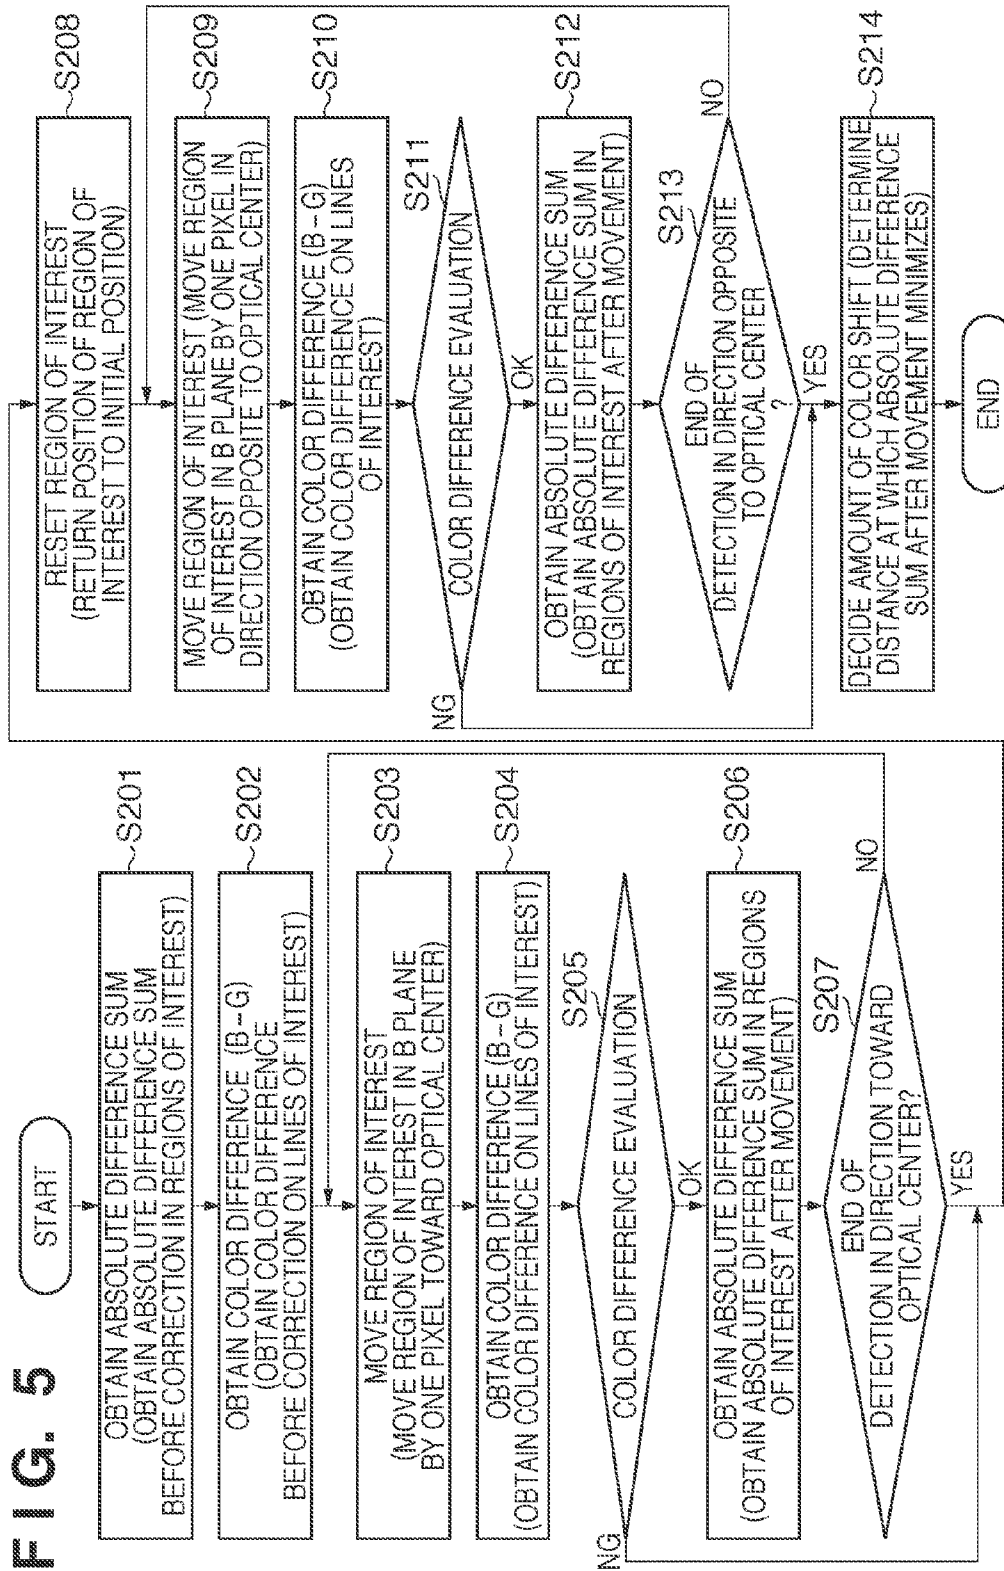 FIG. 5
START
OBTAIN ABSOLUTE DIFFERENCE SUM
(OBTAIN ABSOLUTE DIFFERENCE SUM
BEFORE CORRECTION IN REGIONS OF INTEREST)
S201
OBTAIN COLOR DIFFERENCE (B-G)
(OBTAIN COLOR DIFFERENCE
BEFORE CORRECTION ON LINES OF INTEREST)
S202
MOVE REGION OF INTEREST
(MOVE REGION OF INTEREST IN B PLANE
BY ONE PIXEL TOWARD OPTICAL CENTER)
S203
OBTAIN COLOR DIFFERENCE (B-G)
(OBTAIN COLOR DIFFERENCE ON LINES OF INTEREST)
S204
COLOR DIFFERENCE EVALUATION
S205
NG
OK
OBTAIN ABSOLUTE DIFFERENCE SUM
(OBTAIN ABSOLUTE DIFFERENCE SUM IN REGIONS
OF INTEREST AFTER MOVEMENT)
S206
END OF
DETECTION IN DIRECTION TOWARD
OPTICAL CENTER?
S207
NO
YES
RESET REGION OF INTEREST
(RETURN POSITION OF REGION OF
INTEREST TO INITIAL POSITION)
S208
MOVE REGION OF INTEREST (MOVE REGION
OF INTEREST IN B PLANE BY ONE PIXEL IN
DIRECTION OPPOSITE TO OPTICAL CENTER)
S209
OBTAIN COLOR DIFFERENCE (B-G)
(OBTAIN COLOR DIFFERENCE ON LINES
OF INTEREST)
S210
COLOR DIFFERENCE EVALUATION
S211
NG
OK
OBTAIN ABSOLUTE DIFFERENCE SUM
(OBTAIN ABSOLUTE DIFFERENCE SUM IN
REGIONS OF INTEREST AFTER MOVEMENT)
S212
END OF
DETECTION IN DIRECTION OPPOSITE
TO OPTICAL CENTER
?
S213
NO
YES
DECIDE AMOUNT OF COLOR SHIFT (DETERMINE
DISTANCE AT WHICH ABSOLUTE DIFFERENCE
SUM AFTER MOVEMENT MINIMIZES)
S214
END